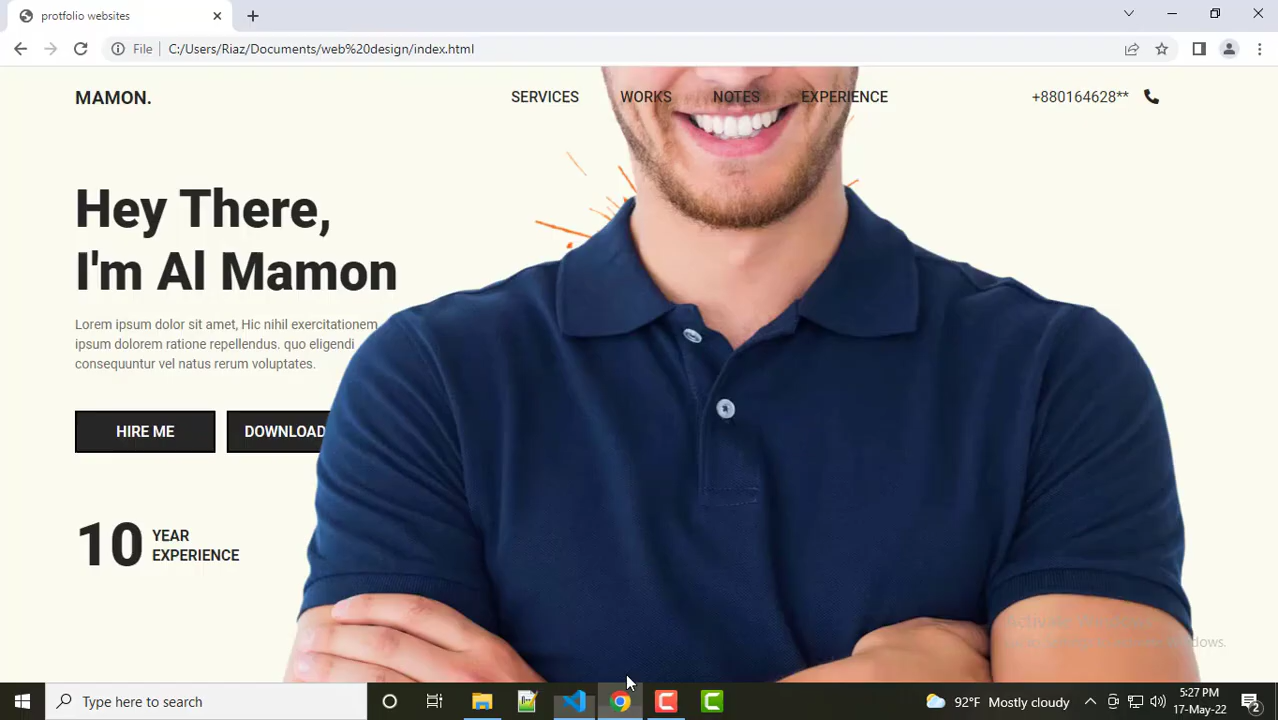 protfolio websites
File
C:/Users/Riaz/Documents/web%20design/index.html
MAMON.
SERVICES WORKS NOTES EXPERIENCE
+880164628**
Hey There,
I'm Al Mamon
Lorem ipsum dolor sit amet, Hic nihil exercitationem
ipsum dolorem ratione repellendus. quo eligendi
consequuntur vel natus rerum voluptates.
HIRE ME
DOWNLOAD
10
YEAR
EXPERIENCE
Type here to search
92°F Mostly cloudy
5:27 PM
17-May-22
2